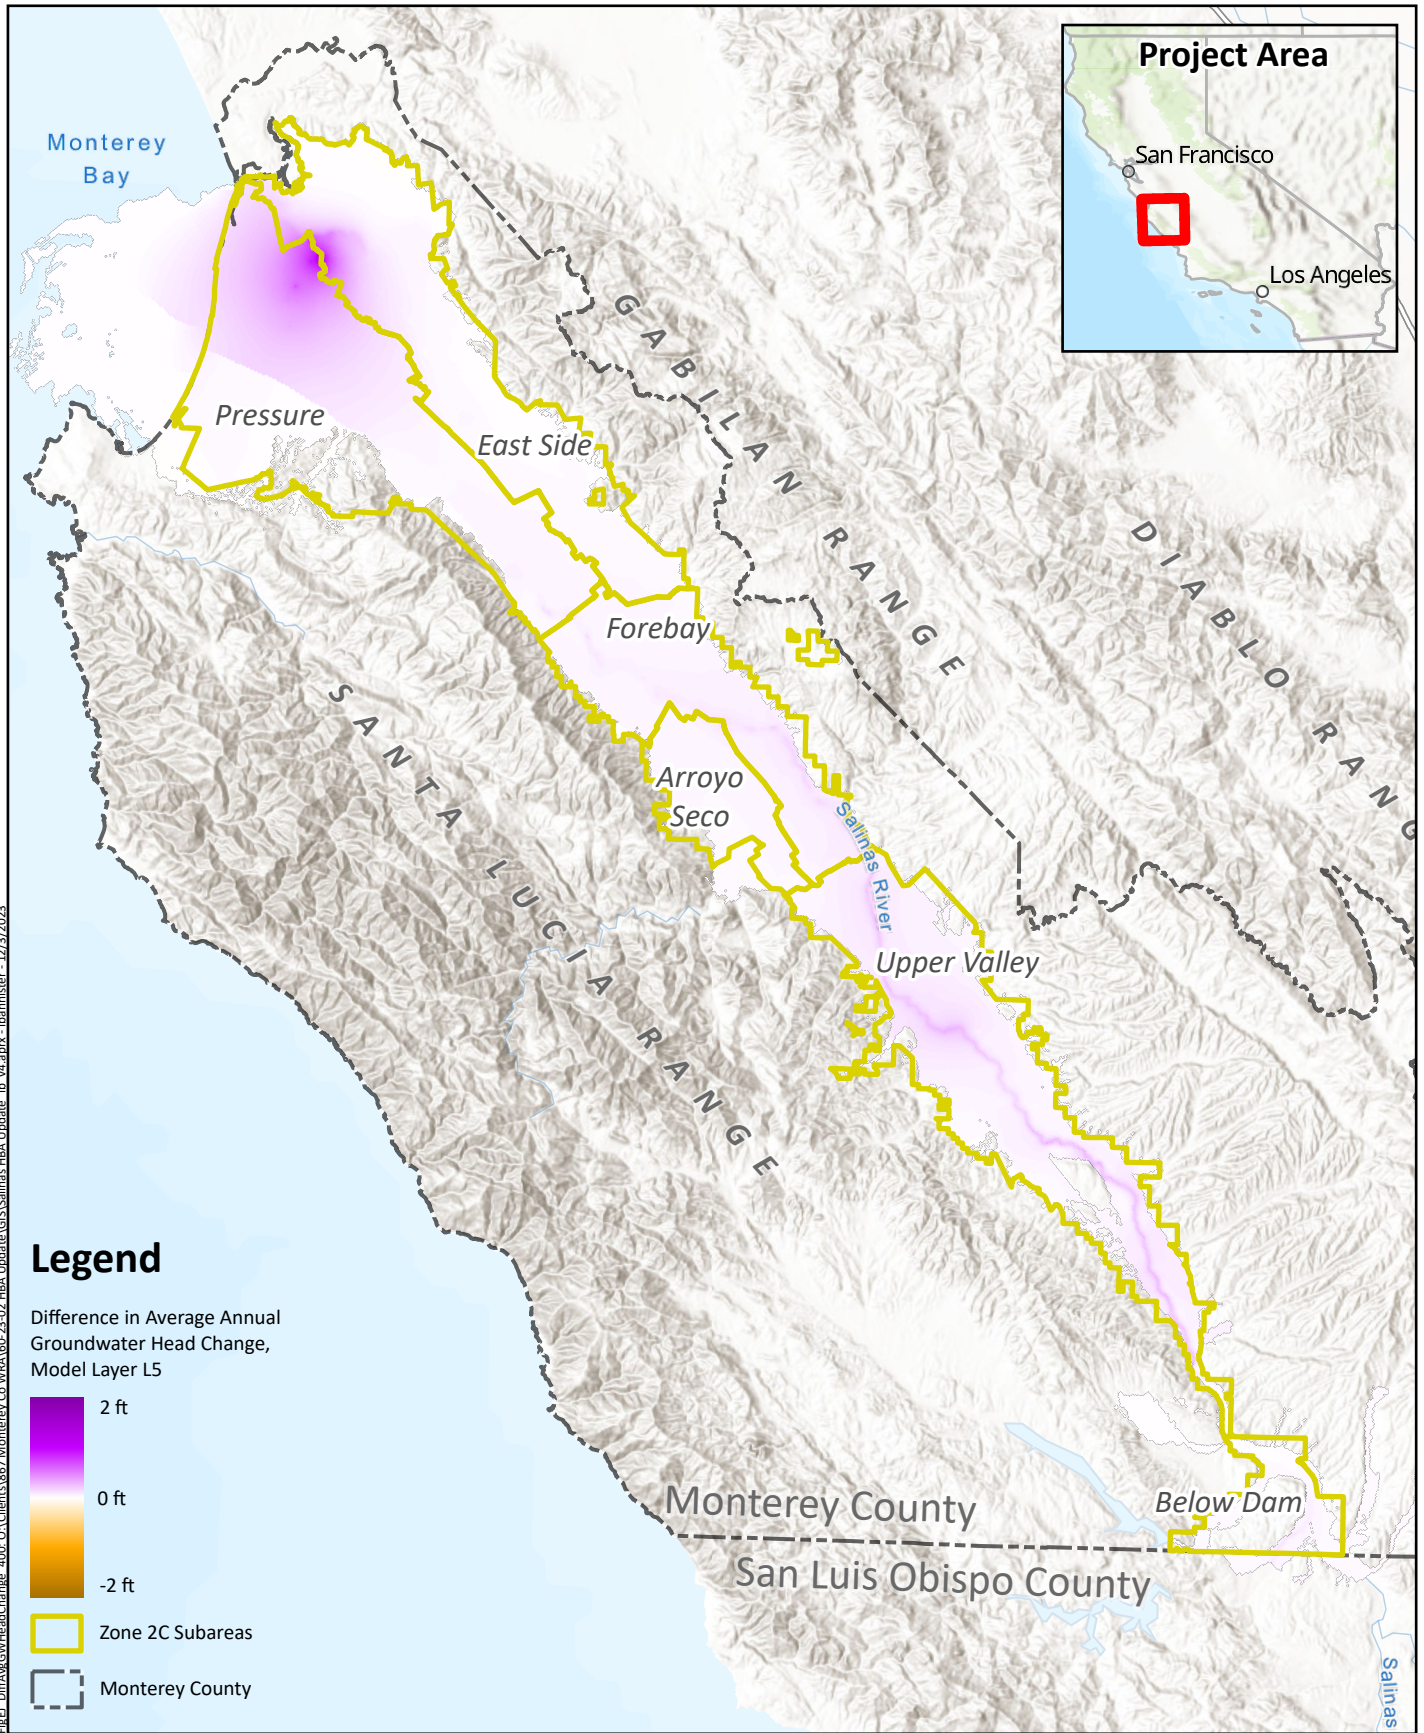 Project Area
San Francisco
Los Angeles
Monterey
Bay
GABILAN RANGE
DIABLO RANG
Pressure
East Side
Forebay
SANTA LUCIA RANGE
Arroyo
Seco
Salinas River
Upper Valley
Below Dam
Monterey County
San Luis Obispo County
Salinas
Legend
Difference in Average Annual
Groundwater Head Change,
Model Layer L5
2 ft
0 ft
-2 ft
Zone 2C Subareas
Monterey County